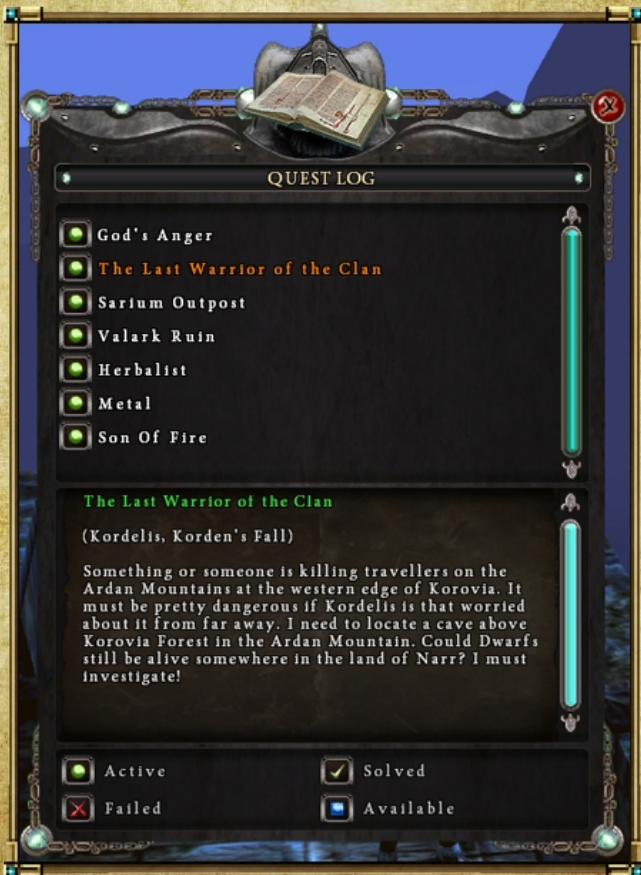 QUEST LOG
God's Anger
The Last Warrior of the Clan
Sarium Outpost
Valark Ruin
Herbalist
Metal
Son Of Fire
The Last Warrior of the Clan
(Kordelis, Korden's Fall)
Something or someone is killing travellers on the
Ardan Mountains at the western edge of Korovia. It
must be pretty dangerous if Kordelis is that worried
about it from far away. I need to locate a cave above
Korovia Forest in the Ardan Mountain. Could Dwarfs
still be alive somewhere in the land of Narr? I must
investigate!
Active
Solved
Failed
Available